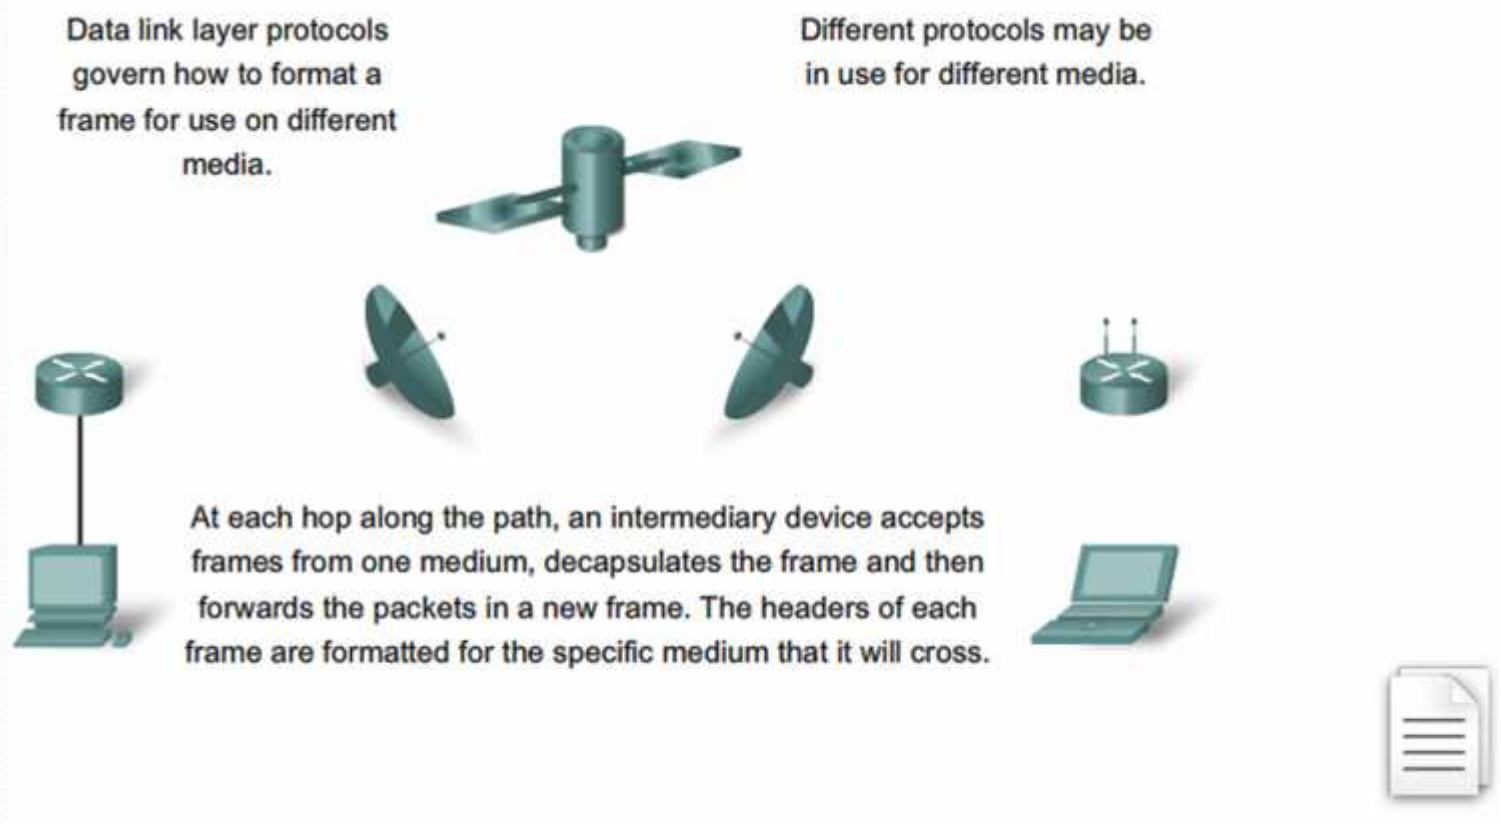 Data link layer protocols
govern how to format a
frame for use on different
media.
Different protocols may be
in use for different media.
At each hop along the path, an intermediary device accepts
frames from one medium, decapsulates the frame and then
forwards the packets in a new frame. The headers of each
frame are formatted for the specific medium that it will cross.